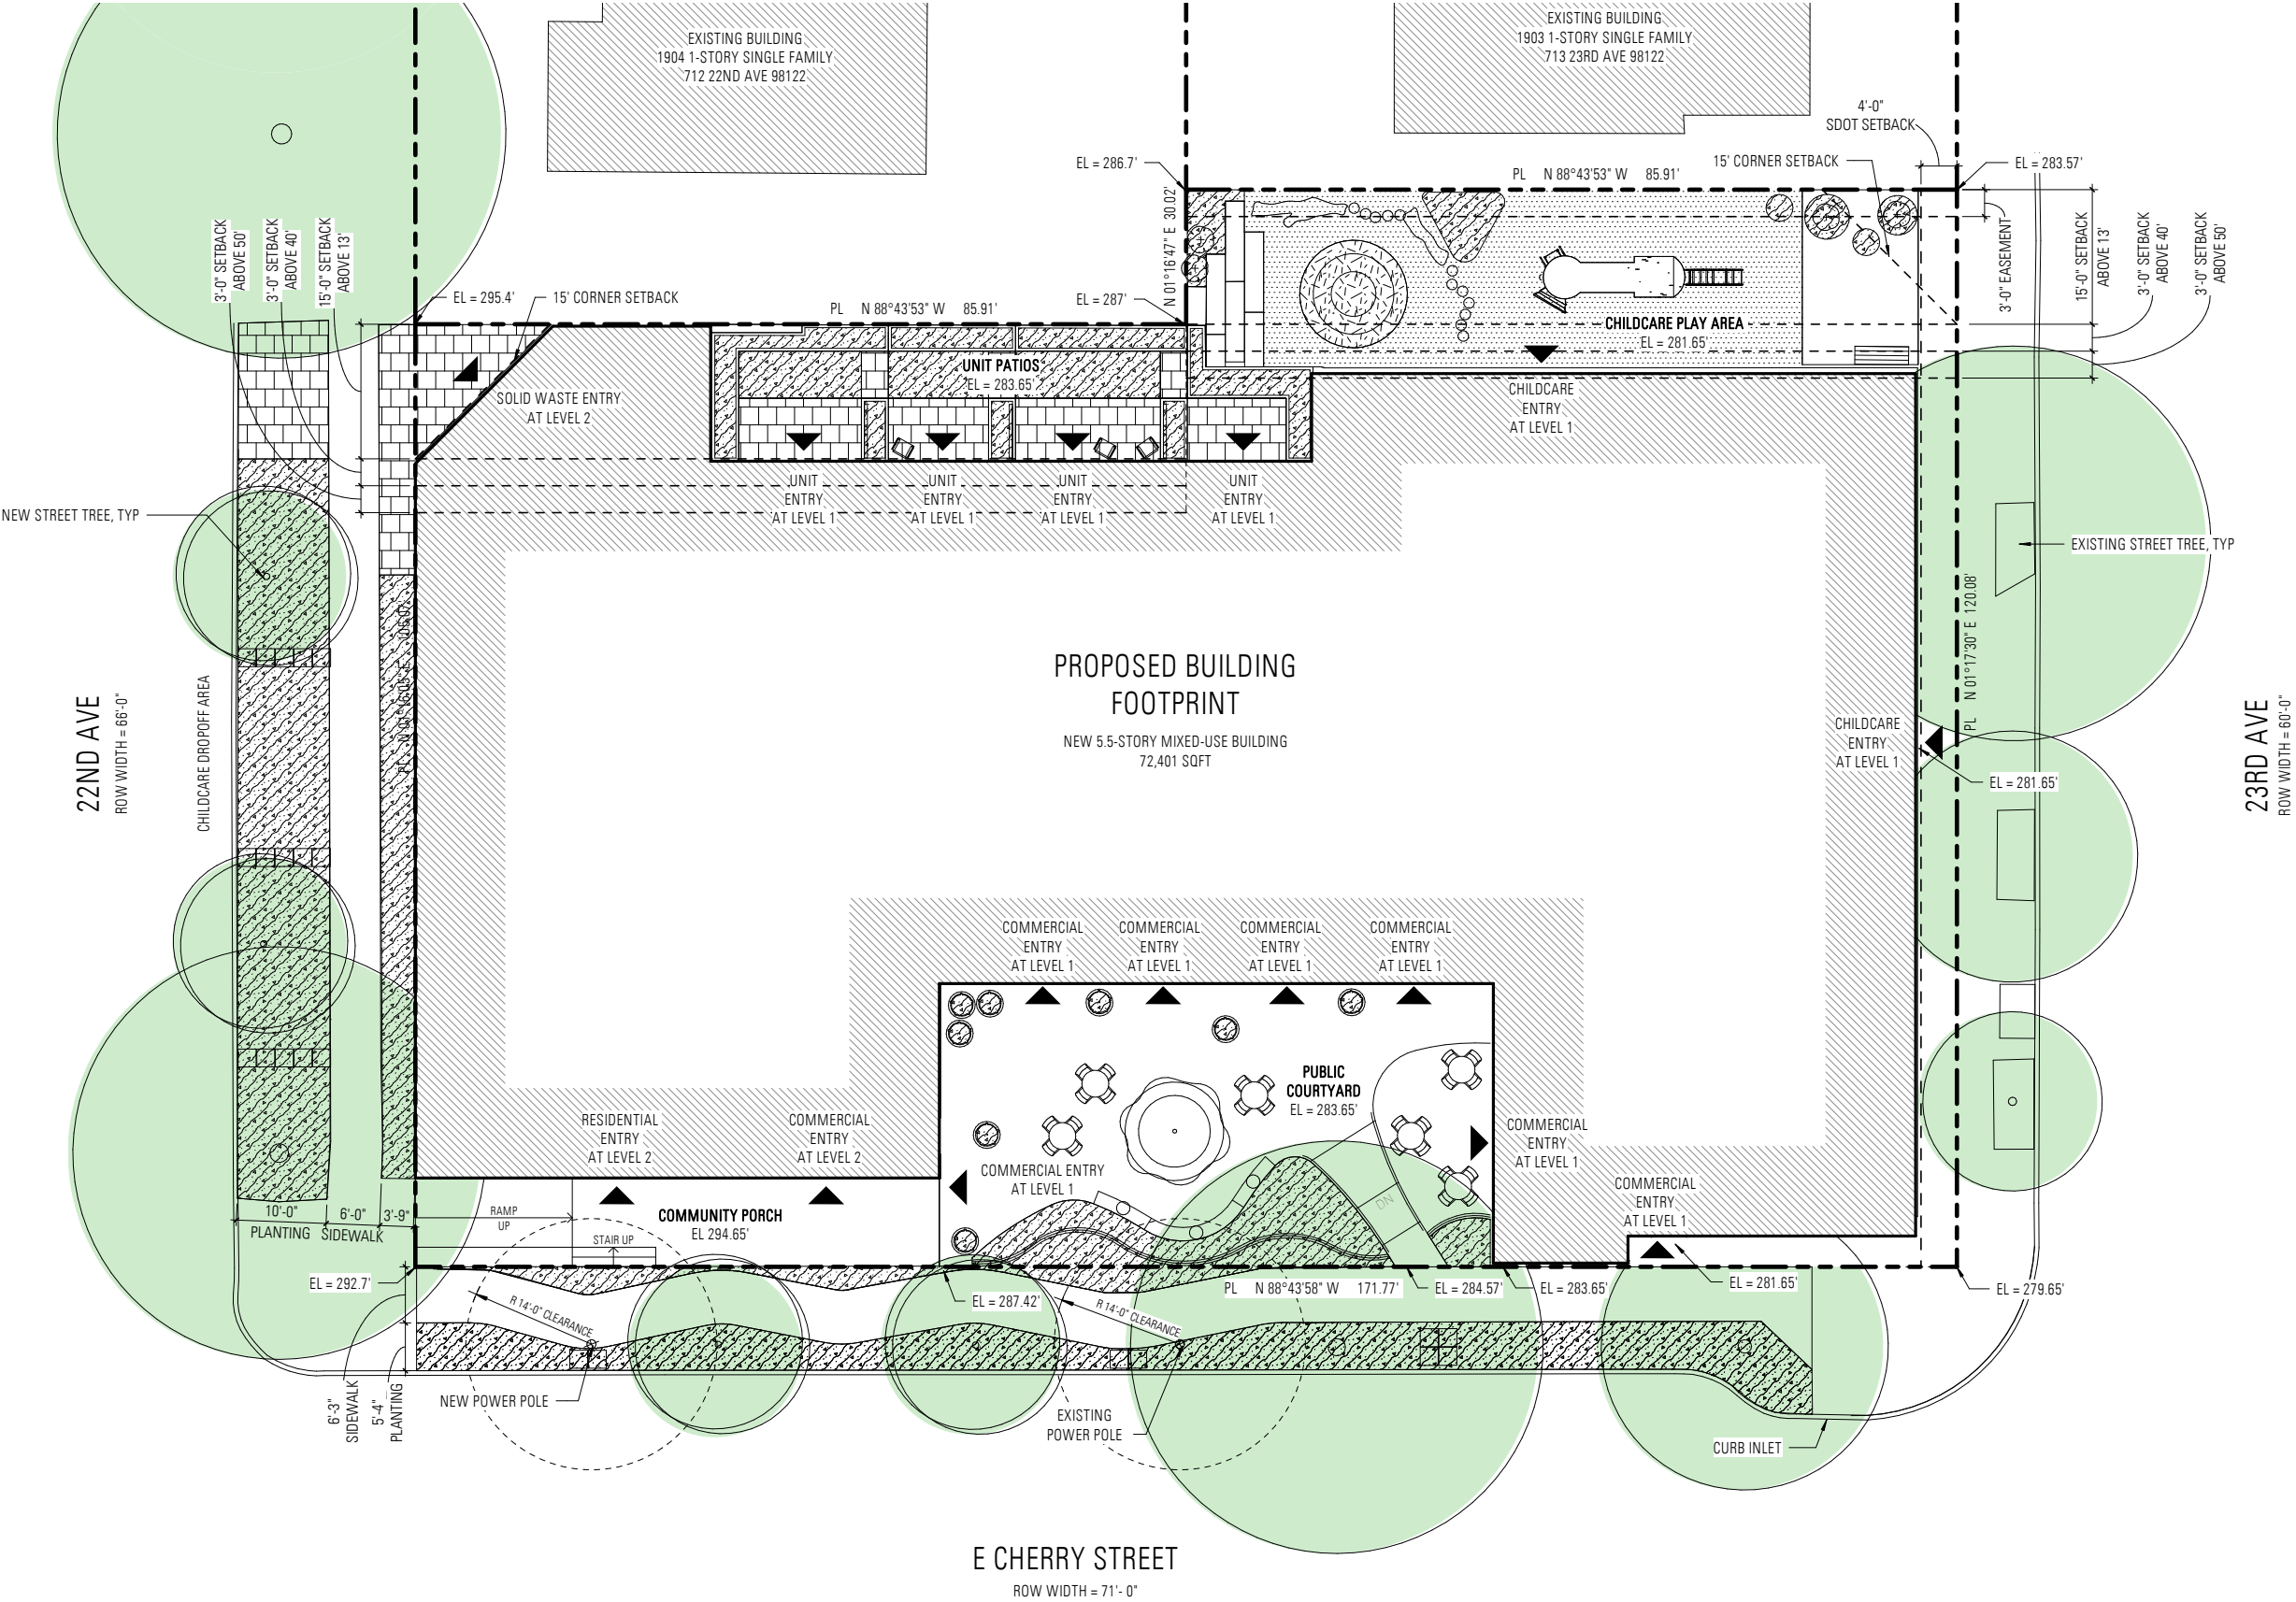 EXISTING BUILDING
1904 1-STORY SINGLE FAMILY
712 22ND AVE 98122
EXISTING BUILDING
1903 1-STORY SINGLE FAMILY
713 23RD AVE 98122
4'-0"
SDOT SETBACK
15' CORNER SETBACK
EL = 286.7'
PL N 88°43'53" W 85.91'
EL = 283.57'
3'-0" SETBACK
ABOVE 50'
3'-0" SETBACK
ABOVE 40'
15'-0" SETBACK
ABOVE 13'
EL = 295.4'
15' CORNER SETBACK
PL N 88°43'53" W 85.91'
EL = 287'
N 01°16'47" E 30.02'
3'-0" EASEMENT
15'-0" SETBACK
ABOVE 13'
3'-0" SETBACK
ABOVE 40'
3'-0" SETBACK
ABOVE 50'
CHILDCARE PLAY AREA
EL = 281.65'
UNIT PATIOS
EL = 283.65'
SOLID WASTE ENTRY
AT LEVEL 2
CHILDCARE
ENTRY
AT LEVEL 1
UNIT
ENTRY
AT LEVEL 1
UNIT
ENTRY
AT LEVEL 1
UNIT
ENTRY
AT LEVEL 1
UNIT
ENTRY
AT LEVEL 1
NEW STREET TREE, TYP
EXISTING STREET TREE, TYP
PROPOSED BUILDING
FOOTPRINT
NEW 5.5-STORY MIXED-USE BUILDING
72,401 SQFT
22ND AVE
ROW WIDTH = 66'-0"
CHILDCARE DROPOFF AREA
PL N 01°17'30" E 120.08'
CHILDCARE
ENTRY
AT LEVEL 1
EL = 281.65'
23RD AVE
ROW WIDTH = 60'-0"
COMMERCIAL
ENTRY
AT LEVEL 1
COMMERCIAL
ENTRY
AT LEVEL 1
COMMERCIAL
ENTRY
AT LEVEL 1
COMMERCIAL
ENTRY
AT LEVEL 1
PUBLIC
COURTYARD
EL = 283.65'
RESIDENTIAL
ENTRY
AT LEVEL 2
COMMERCIAL
ENTRY
AT LEVEL 2
COMMERCIAL ENTRY
AT LEVEL 1
COMMERCIAL
ENTRY
AT LEVEL 1
COMMERCIAL
ENTRY
AT LEVEL 1
DN
10'-0"
PLANTING
6'-0"
SIDEWALK
3'-9"
RAMP
UP
STAIR UP
COMMUNITY PORCH
EL 294.65'
EL = 292.7'
R 14'-0" CLEARANCE
EL = 287.42'
R 14'-0" CLEARANCE
PL N 88°43'58" W 171.77'
EL = 284.57'
EL = 283.65'
EL = 281.65'
EL = 279.65'
6'-3"
SIDEWALK
5'-4"
PLANTING
NEW POWER POLE
EXISTING
POWER POLE
CURB INLET
E CHERRY STREET
ROW WIDTH = 71'- 0"